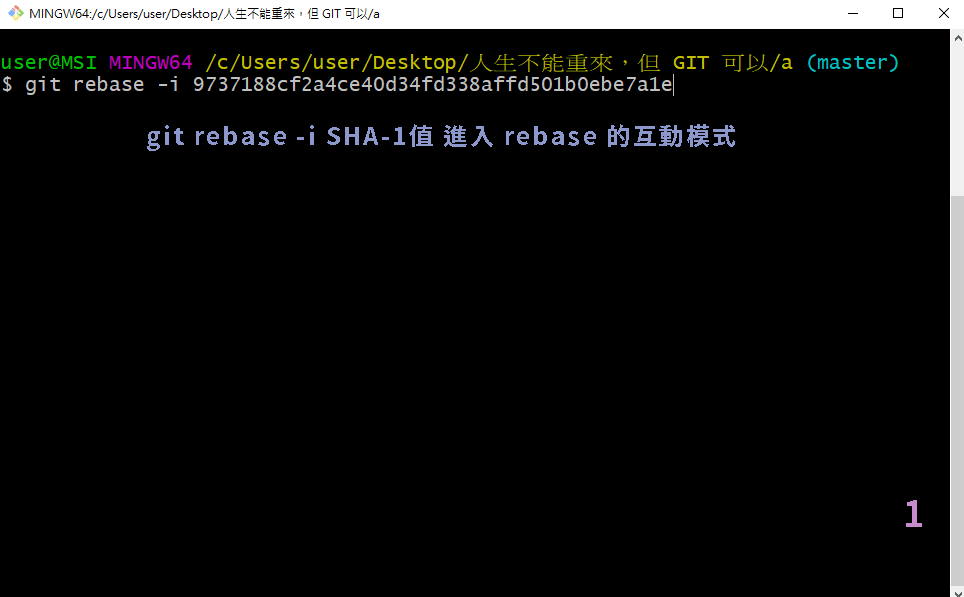 MINGW64:/c/Users/user/Desktop/人生不能重來，但 GIT 可以/a
user@MSI MINGW64 /c/Users/user/Desktop/人生不能重來，但 GIT 可以/a (master)
$ git rebase -i 9737188cf2a4ce40d34fd338affd501b0ebe7a1e
git rebase -i SHA-1值 進入 rebase 的互動模式
1